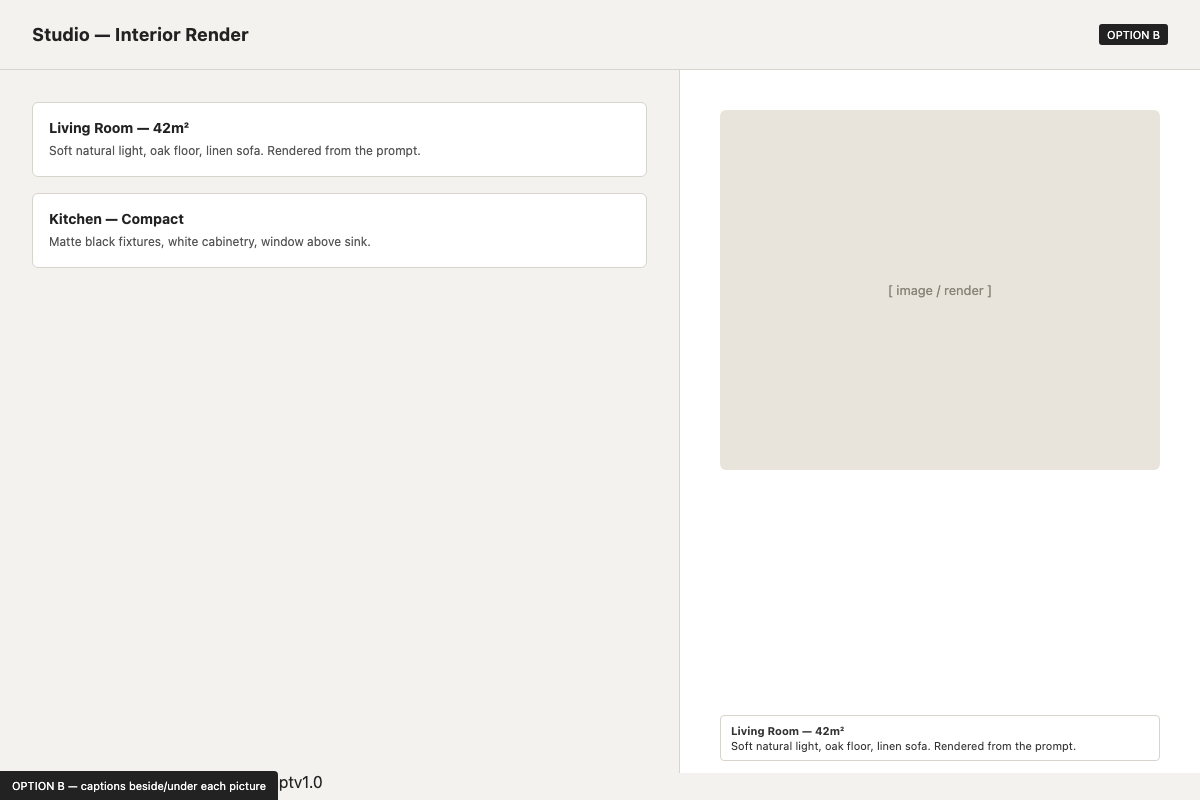 Studio — Interior Render
OPTION B
Living Room — 42m²
Soft natural light, oak floor, linen sofa. Rendered from the prompt.
Kitchen — Compact
Matte black fixtures, white cabinetry, window above sink.
[ image / render ]
Living Room — 42m²
Soft natural light, oak floor, linen sofa. Rendered from the prompt.
OPTION B — captions beside/under each picture
ptv1.0